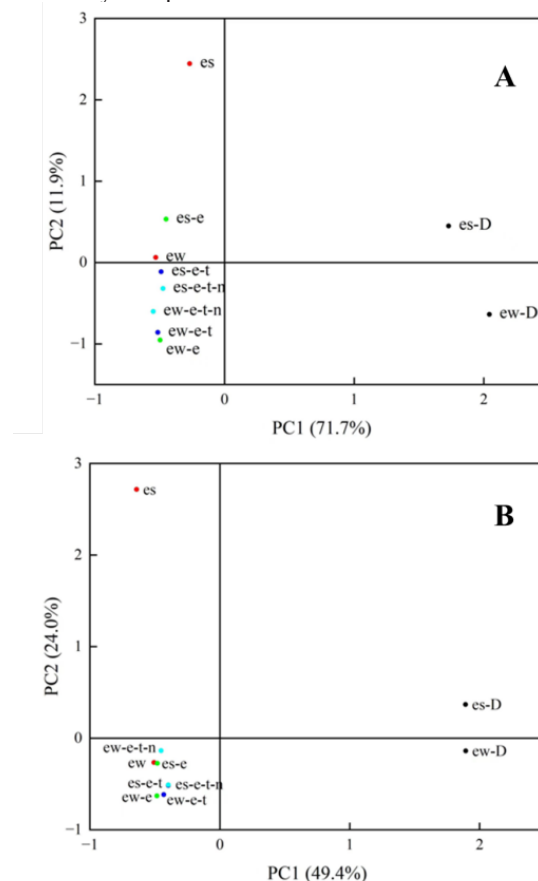 3
es
A
2
PC2 (11.9%)
1
es-e
es-D
ew
0
es-e-t
es-e-t-n
ew-e-t-n
ew-D
ew-e-t
−1
ew-e
−1
0
1
2
PC1 (71.7%)
3
es
B
2
PC2 (24.0%)
1
es-D
0
ew-e-t-n
ew-D
ew
es-e
es-e-t
es-e-t-n
ew-e
ew-e-t
−1
−1
0
1
2
PC1 (49.4%)